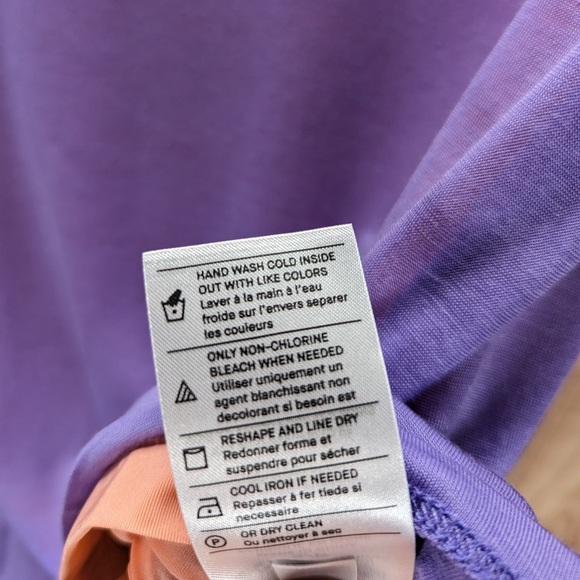 HAND WASH COLD INSIDE
OUT WITH LIKE COLORS
Laver à la main à l'eau
froide sur l'envers separer
les couleurs
ONLY NON-CHLORINE
BLEACH WHEN NEEDED
Utiliser uniquement un
agent blanchissant non
decolorant si besoin est
RESHAPE AND LINE DRY
Redonner forme et
suspendre pour sécher
COOL IRON IF NEEDED
Repasser à fer tiede si
necessaire
P
OR DRY CLEAN
Ou nettoyer à sec